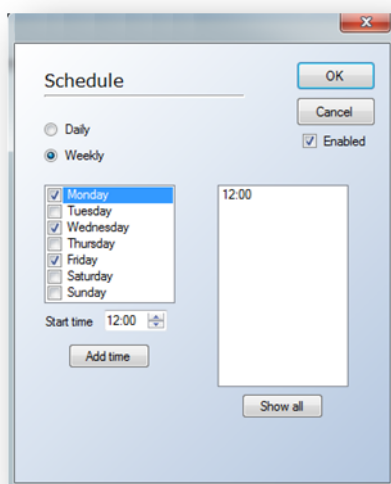 Schedule
OK
Cancel
Enabled
Daily
Weekly
Monday
Tuesday
Wednesday
Thursday
Friday
Saturday
Sunday
12:00
Start time 12:00
Add time
Show all